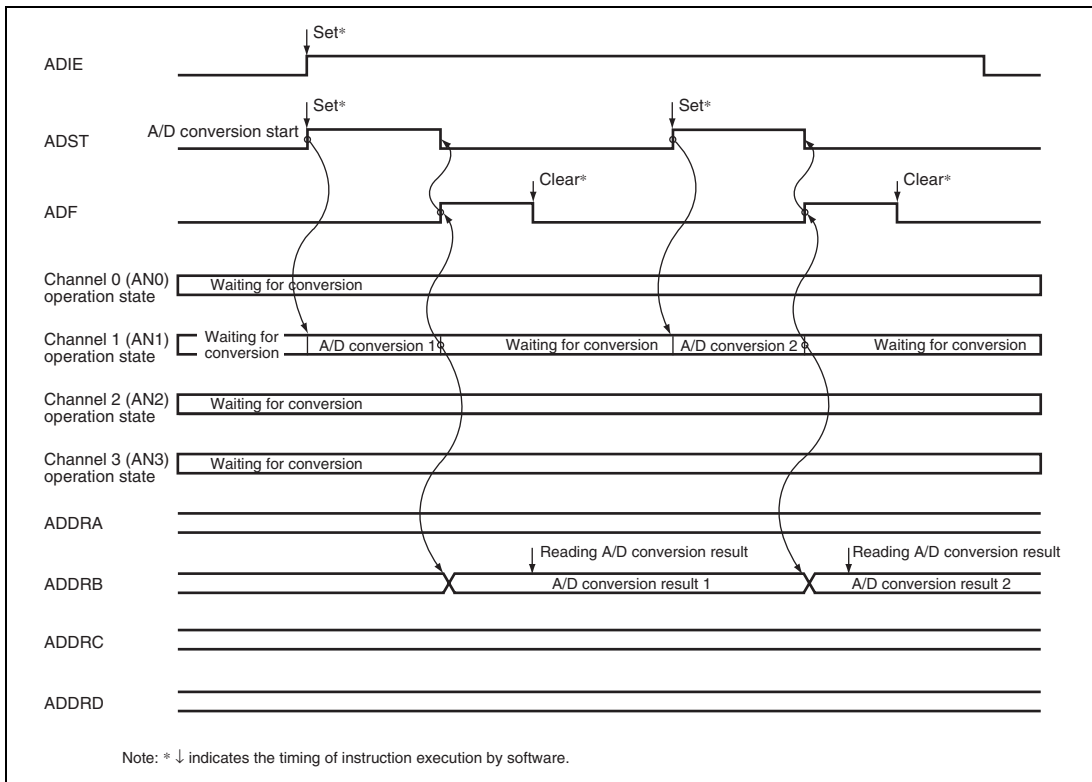 Set*
ADIE
Set*
Set*
A/D conversion start
ADST
Clear*
Clear*
ADF
Channel 0 (AN0)
operation state
Waiting for conversion
Channel 1 (AN1)
operation state
Waiting for
conversion
A/D conversion 1
Waiting for conversion
A/D conversion 2
Waiting for conversion
Channel 2 (AN2)
operation state
Waiting for conversion
Channel 3 (AN3)
operation state
Waiting for conversion
ADDRA
Reading A/D conversion result
Reading A/D conversion result
ADDRB
A/D conversion result 1
A/D conversion result 2
ADDRC
ADDRD
Note: * ↓ indicates the timing of instruction execution by software.